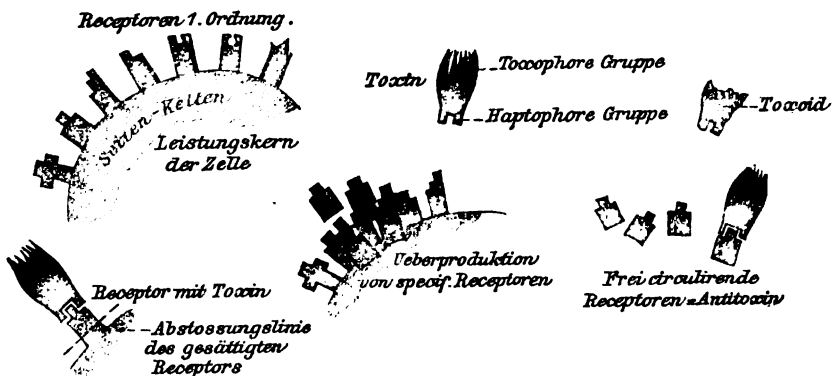 Receptoren 1. Ordnung.
Seiten-Ketten
Leistungskern
der Zelle
Toxin
Toxophore Gruppe
Haptophore Gruppe
Toxoid
Receptor mit Toxin
Abstossungslinie
des gesättigten
Receptors
Ueberproduktion
von specif. Receptoren
Frei circulirende
Receptoren = Antitoxin